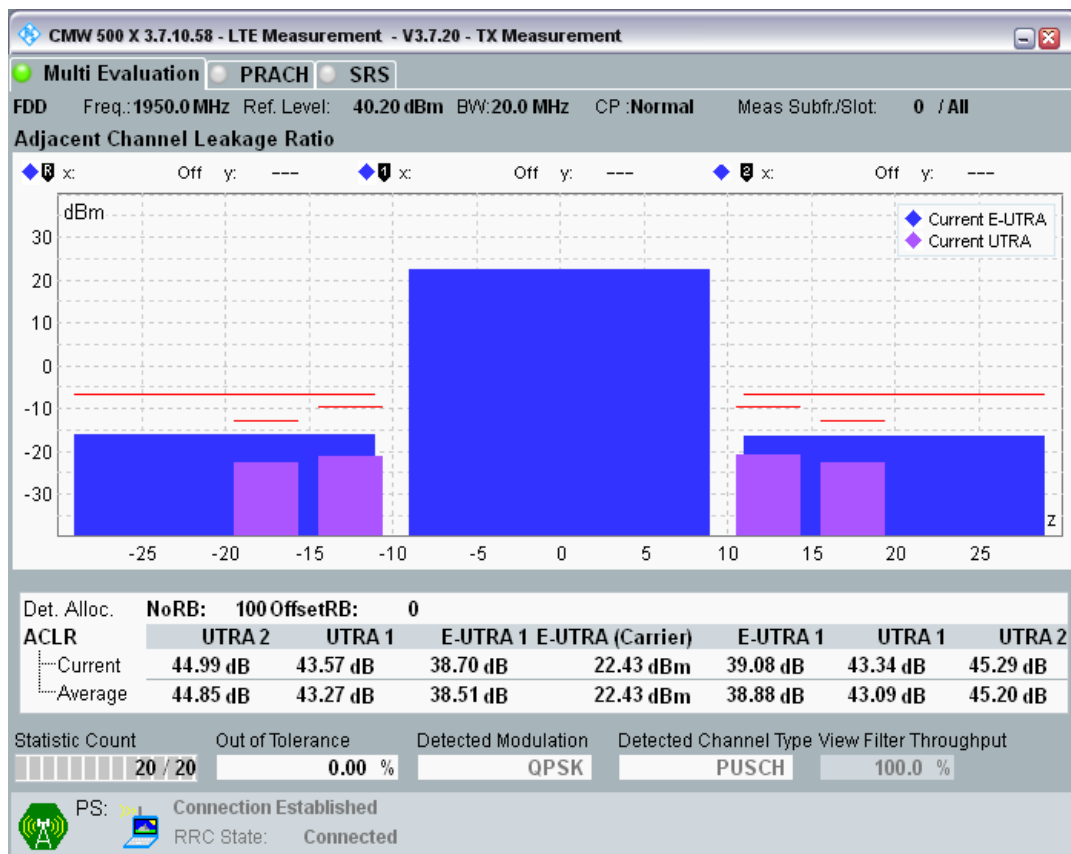 CMW 500 X 3.7.10.58 - LTE Measurement - V3.7.20 - TX Measurement
Multi Evaluation PRACH SRS
FDD Freq.:1950.0 MHz Ref. Level: 40.20 dBm BW:20.0 MHz CP :Normal Meas Subfr./Slot: 0 / All
Adjacent Channel Leakage Ratio
R x: Off y: --- 1 x: Off y: --- 2 x: Off y: ---
dBm
Current E-UTRA
Current UTRA
30
20
10
0
-10
-20
-30
z
-25 -20 -15 -10 -5 0 5 10 15 20 25
Det. Alloc. NoRB: 100 OffsetRB: 0
ACLR UTRA 2 UTRA 1 E-UTRA 1 E-UTRA (Carrier) E-UTRA 1 UTRA 1 UTRA 2
Current 44.99 dB 43.57 dB 38.70 dB 22.43 dBm 39.08 dB 43.34 dB 45.29 dB
Average 44.85 dB 43.27 dB 38.51 dB 22.43 dBm 38.88 dB 43.09 dB 45.20 dB
Statistic Count Out of Tolerance Detected Modulation Detected Channel Type View Filter Throughput
20 / 20 0.00 % QPSK PUSCH 100.0 %
PS: Connection Established
RRC State: Connected